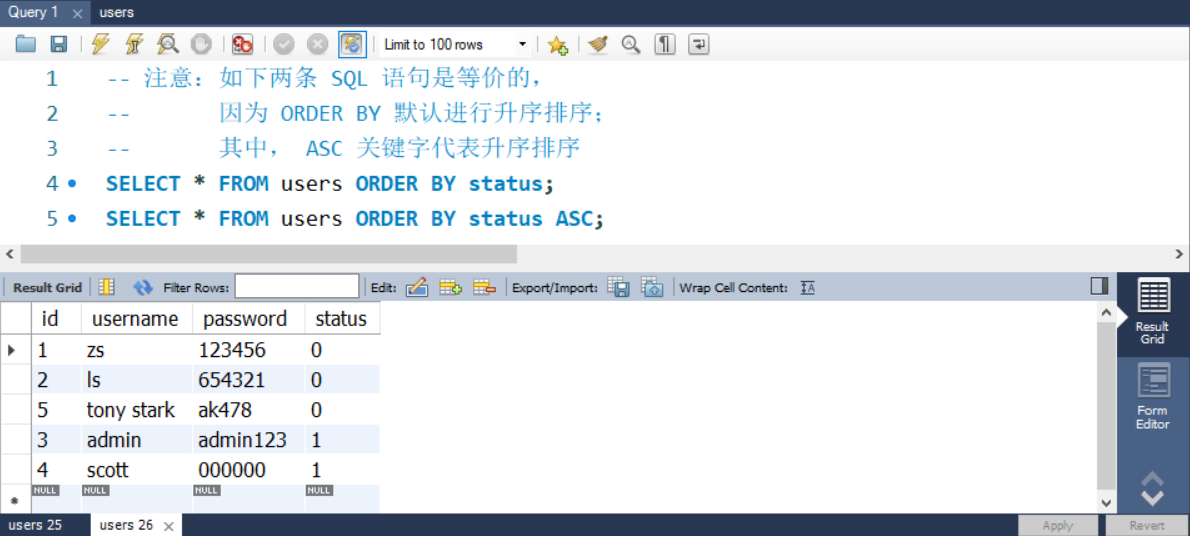 Query 1 × users
Limit to 100 rows
1 -- 注意：如下两条 SQL 语句是等价的，
2 -- 因为 ORDER BY 默认进行升序排序；
3 -- 其中， ASC 关键字代表升序排序
4 SELECT * FROM users ORDER BY status;
5 SELECT * FROM users ORDER BY status ASC;
Result Grid Filter Rows: Edit: Export/Import: Wrap Cell Content: IA
id username password status
1 zs 123456 0
2 ls 654321 0
5 tony stark ak478 0
3 admin admin123 1
4 scott 000000 1
NULL NULL NULL NULL
Result
Grid
Form
Editor
users 25 users 26 × Apply Revert